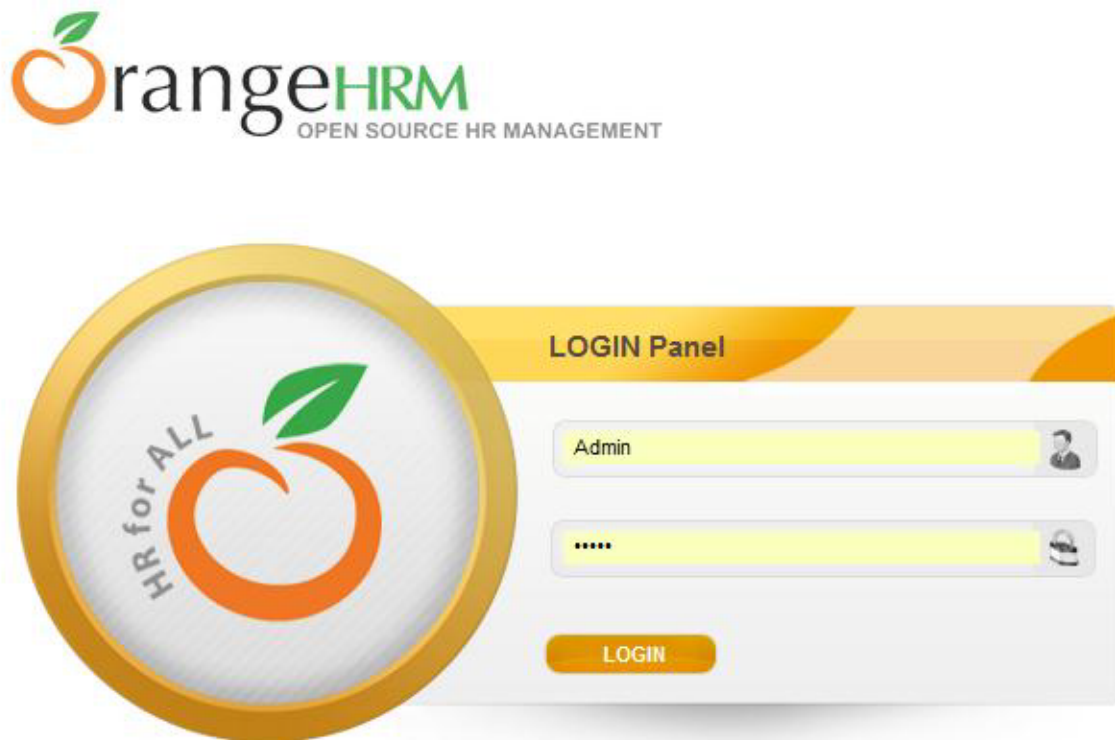 OrangeHRM
OPEN SOURCE HR MANAGEMENT
HR for ALL
LOGIN Panel
Admin
•••••
LOGIN